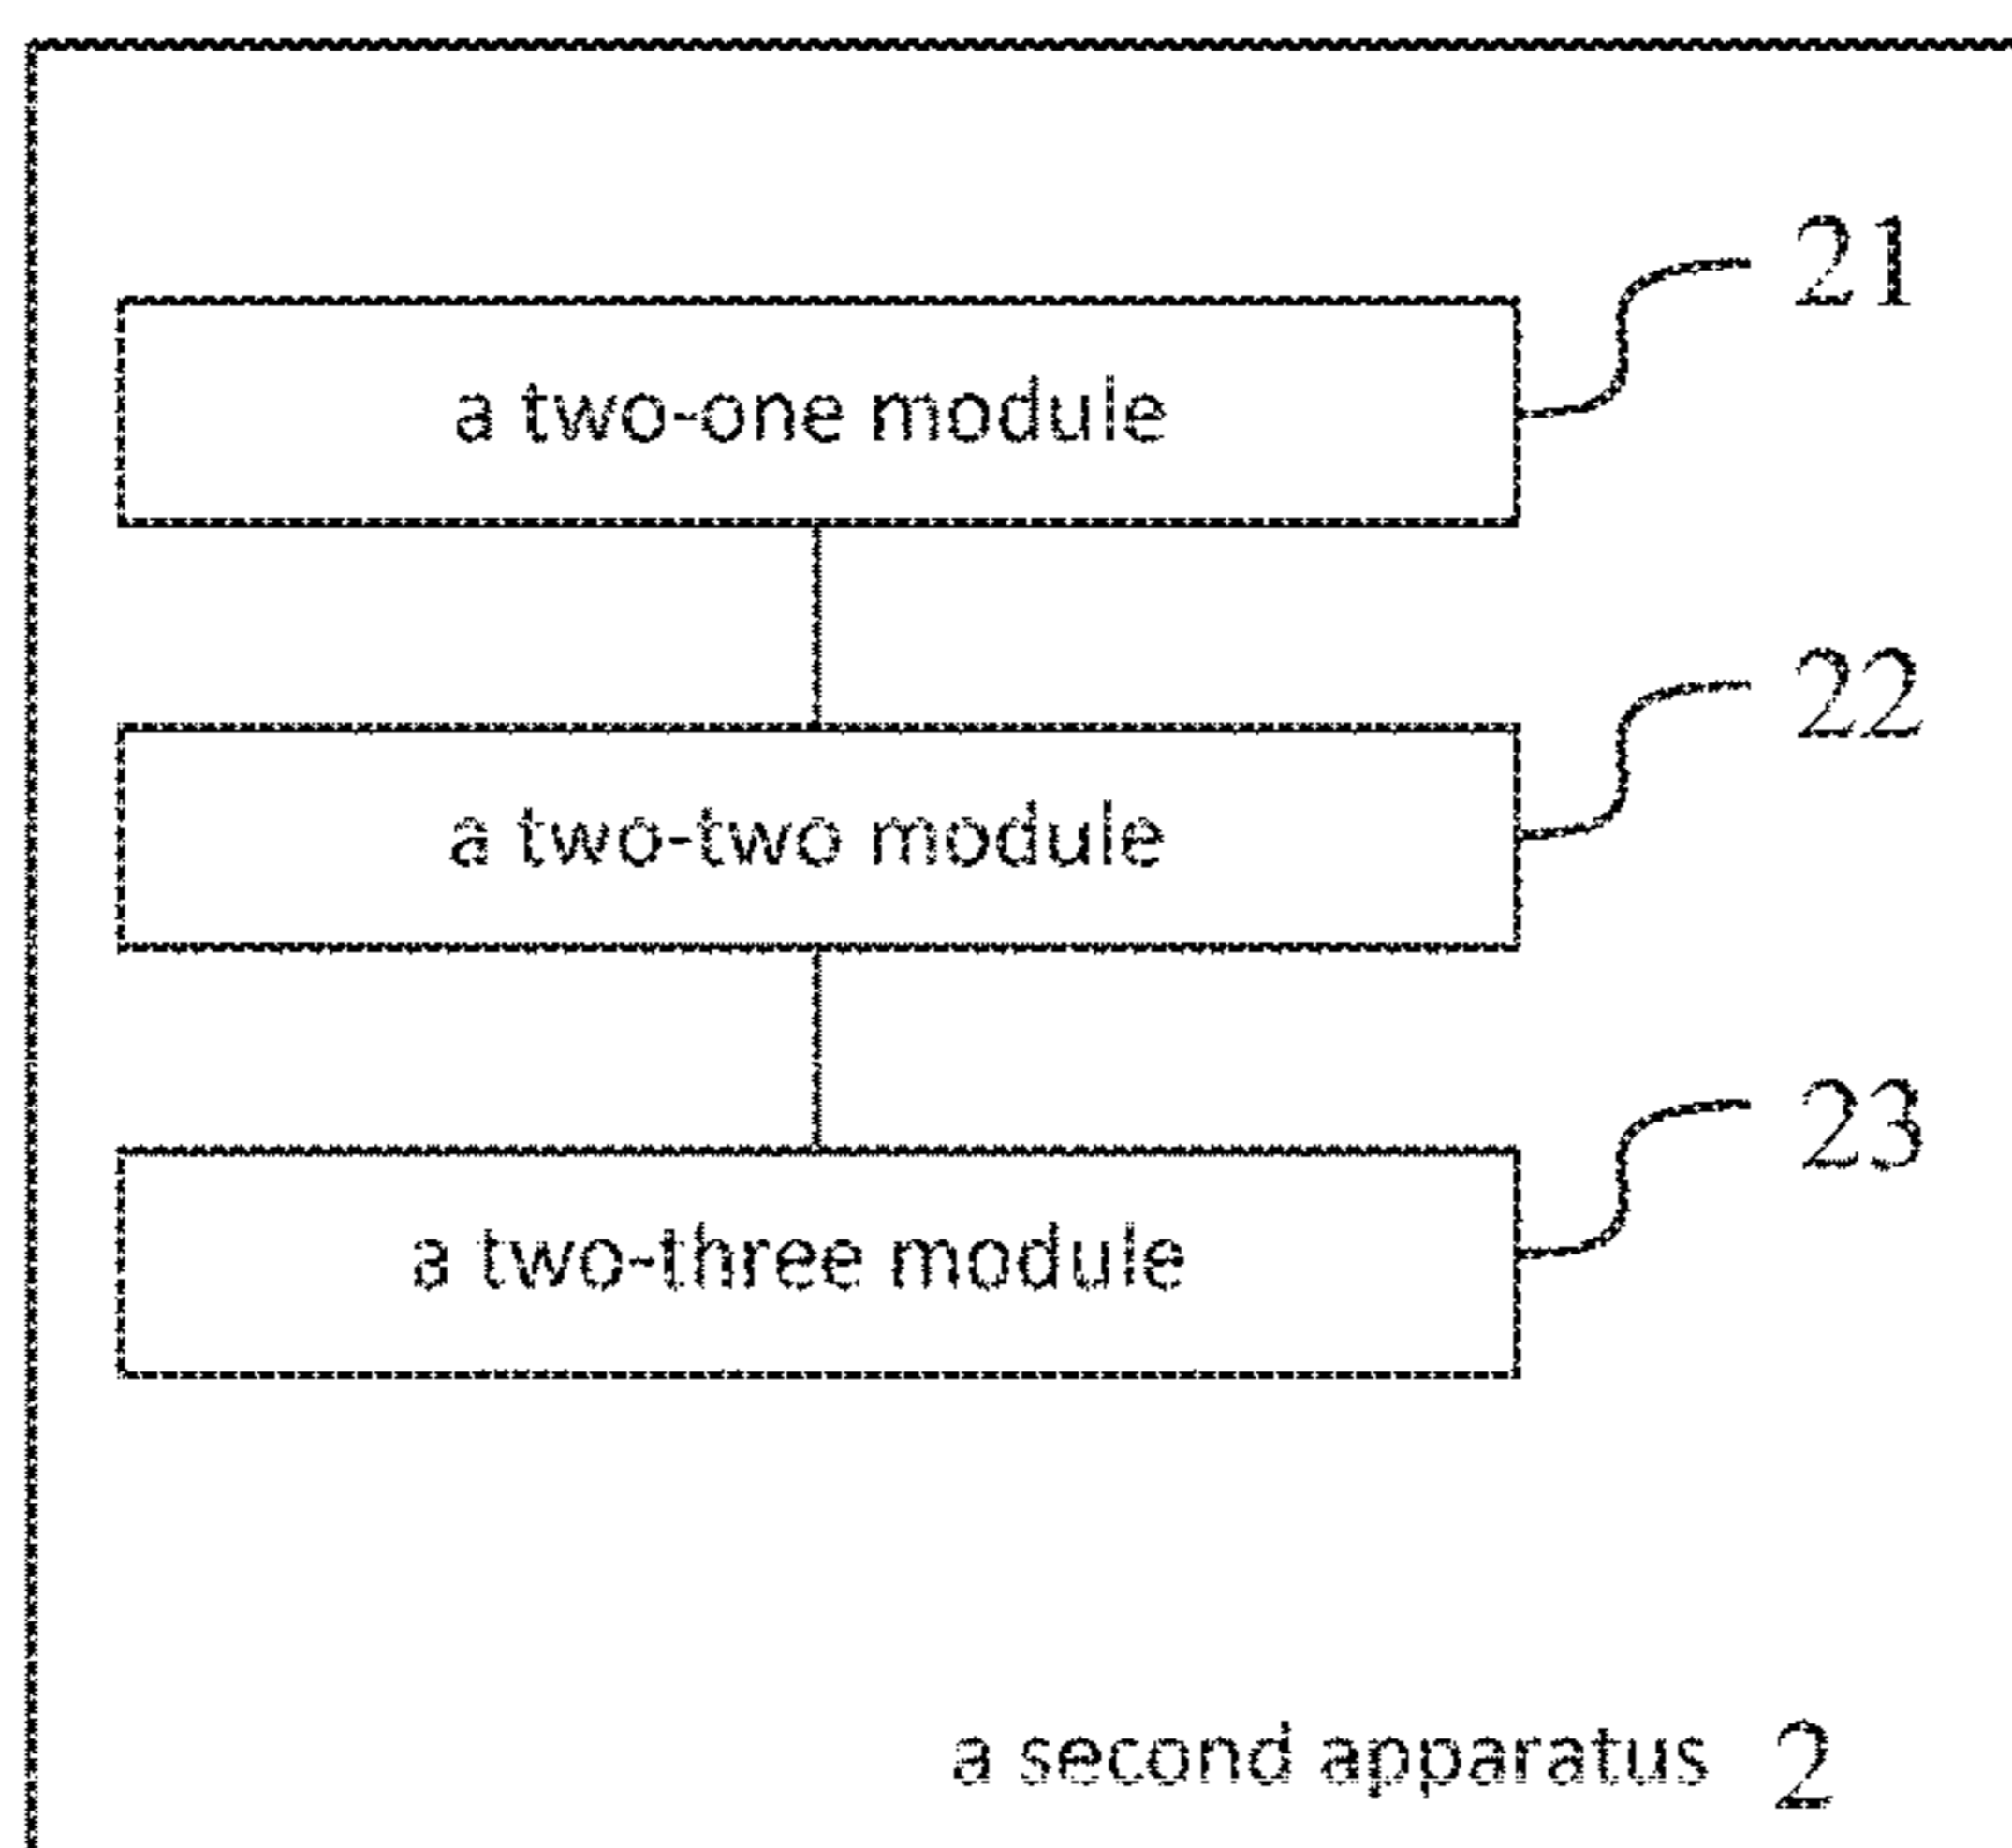 21
a two-one module
22
a two-two module
23
a two-three module
a second apparatus 2